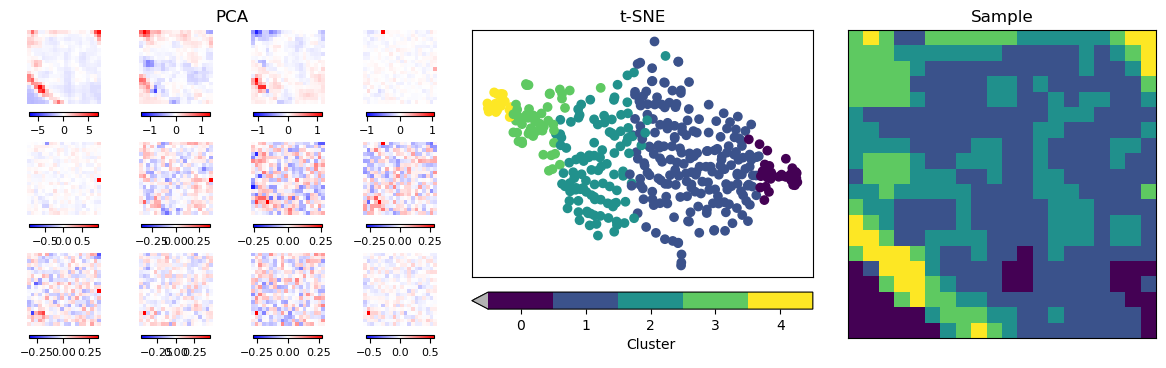 PCA t-SNE Sample
−5 0 5 −1 0 1 −1 0 1 −1 0 1
−0.5 0.0 −0.25 0.00 0.25 −0.25 0.00 0.25 −0.25 0.00 0.25
−0.25 0.00 0.25 −0.25 0.00 0.25 −0.25 0.00 0.25 −0.5 0.0 0.5
0 1 2 3 4
Cluster